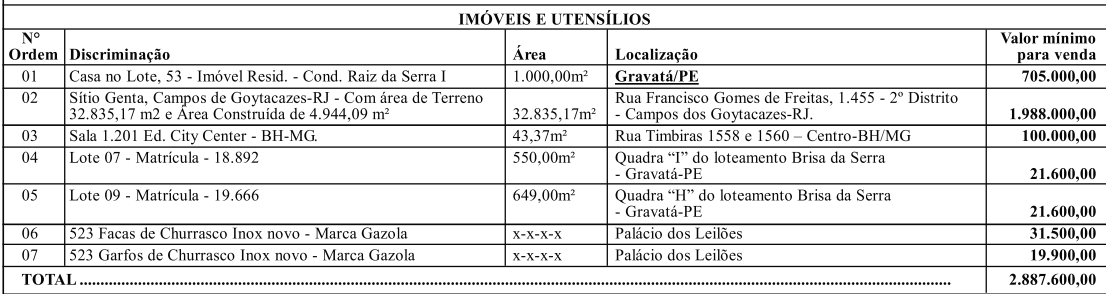 IMÓVEIS E UTENSÍLIOS
N° Ordem Discriminação Área Localização Valor mínimo para venda
01 Casa no Lote, 53 - Imóvel Resid. - Cond. Raiz da Serra I 1.000,00m² Gravatá/PE 705.000,00
02 Sítio Genta, Campos de Goytacazes-RJ - Com área de Terreno Rua Francisco Gomes de Freitas, 1.455 - 2º Distrito
32.835,17 m2 e Área Construída de 4.944,09 m² 32.835,17m² - Campos dos Goytacazes-RJ. 1.988.000,00
03 Sala 1.201 Ed. City Center - BH-MG. 43,37m² Rua Timbiras 1558 e 1560 – Centro-BH/MG 100.000,00
04 Lote 07 - Matrícula - 18.892 550,00m² Quadra “I” do loteamento Brisa da Serra
- Gravatá-PE 21.600,00
05 Lote 09 - Matrícula - 19.666 649,00m² Quadra “H” do loteamento Brisa da Serra
- Gravatá-PE 21.600,00
06 523 Facas de Churrasco Inox novo - Marca Gazola x-x-x-x Palácio dos Leilões 31.500,00
07 523 Garfos de Churrasco Inox novo - Marca Gazola x-x-x-x Palácio dos Leilões 19.900,00
TOTAL ........................................ 2.887.600,00